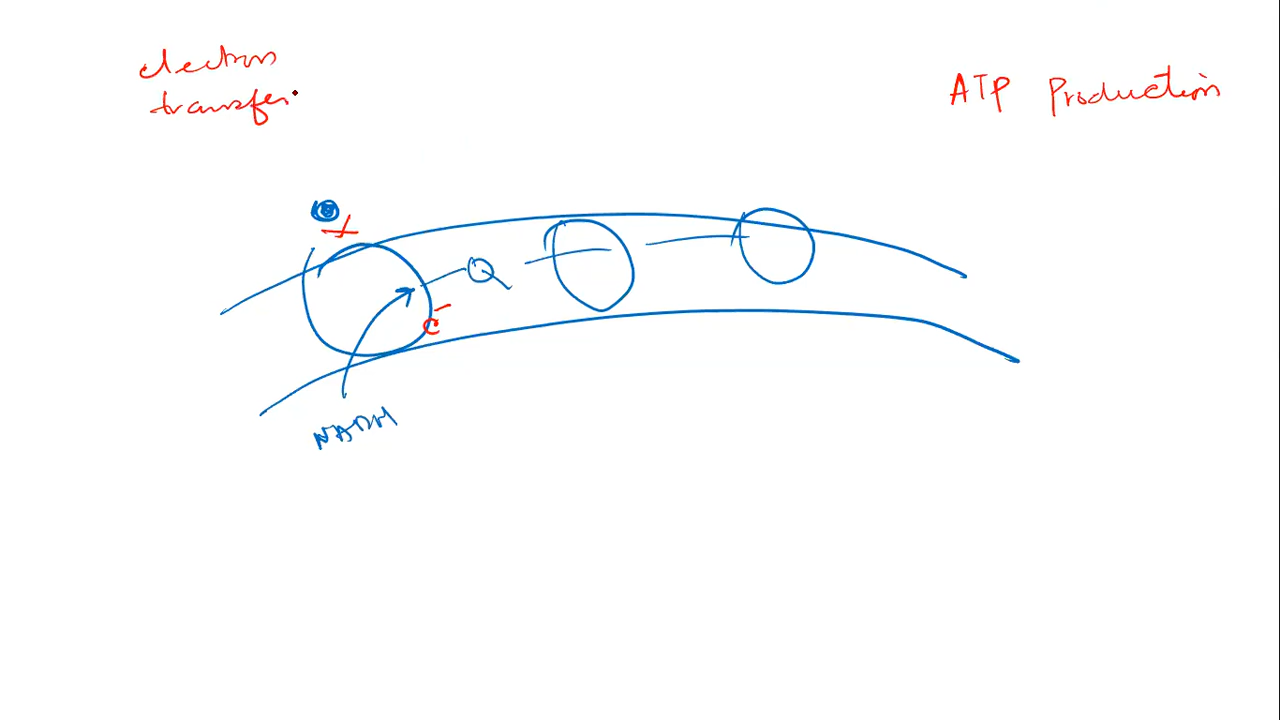 electron
transfer
ATP Production
I
Q
e-
NADH